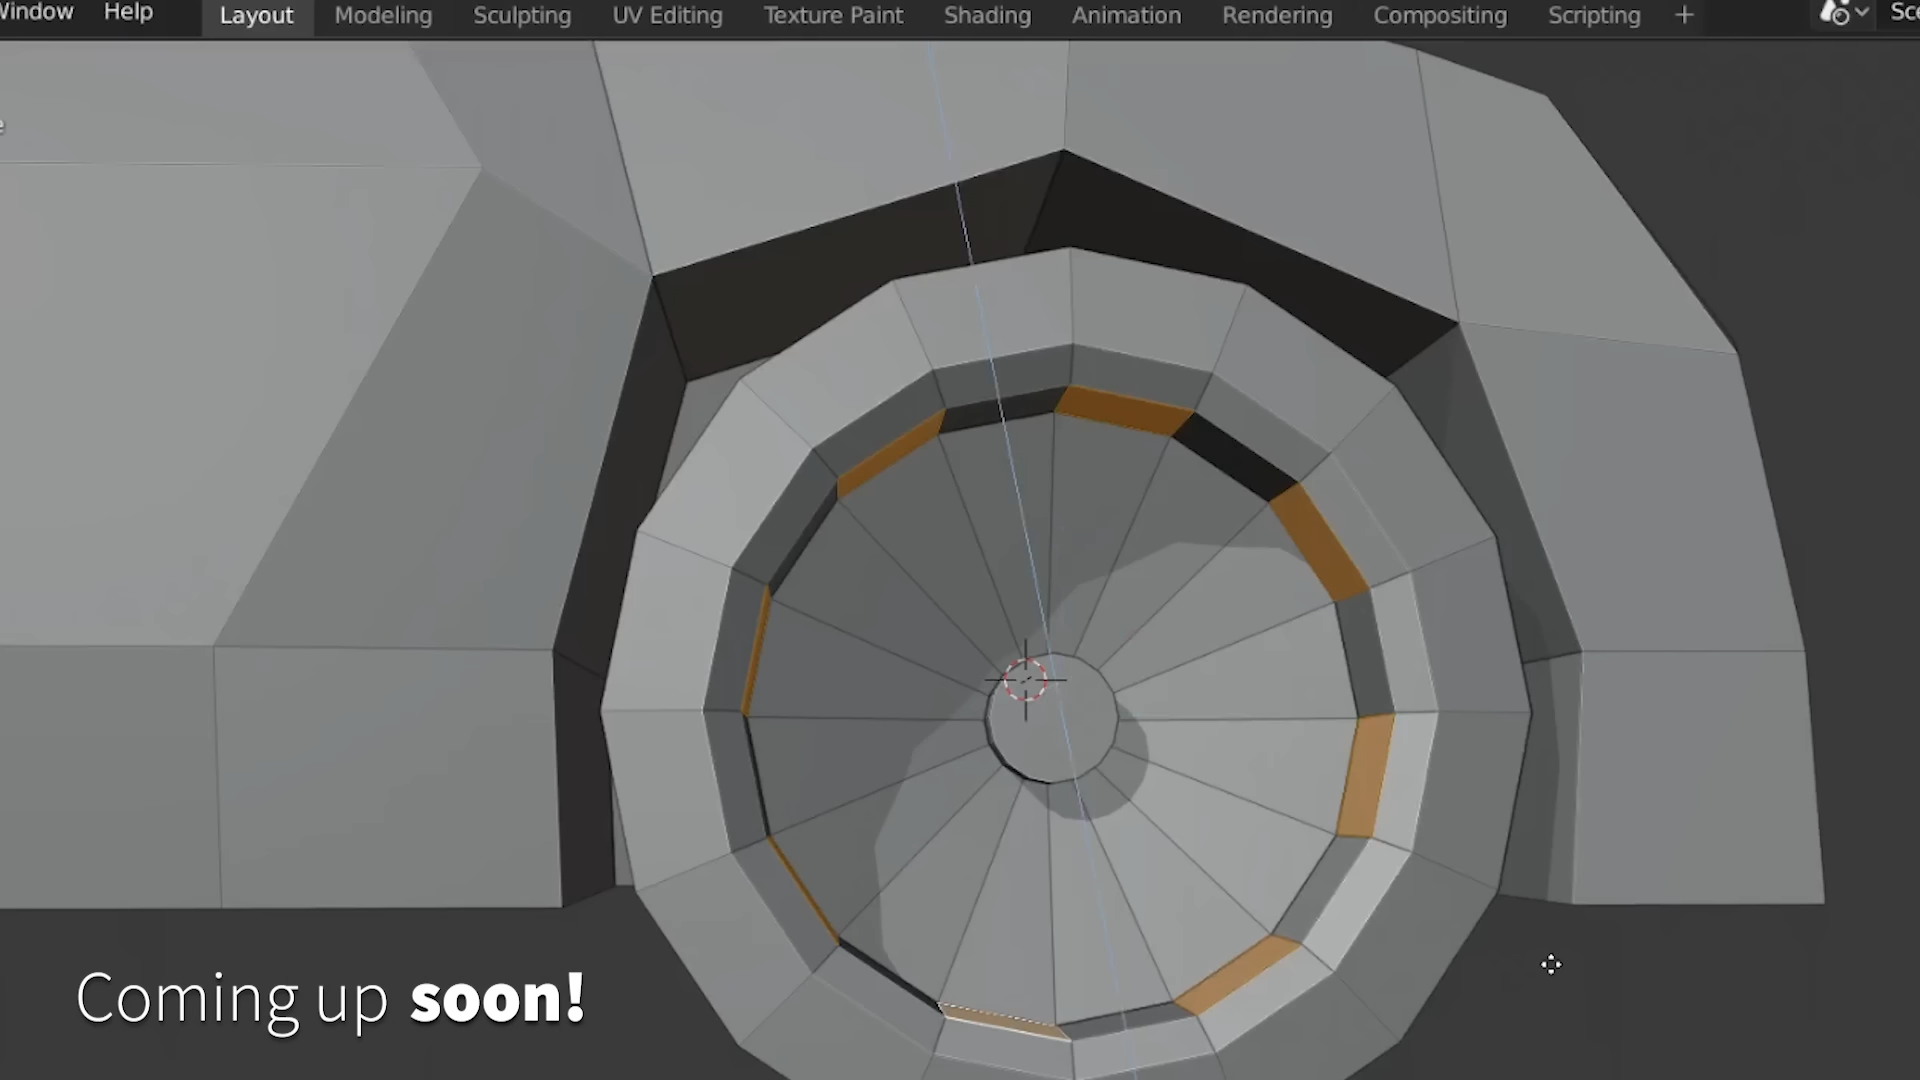 Window Help Layout Modeling Sculpting UV Editing Texture Paint Shading Animation Rendering Compositing Scripting +
Coming up soon!